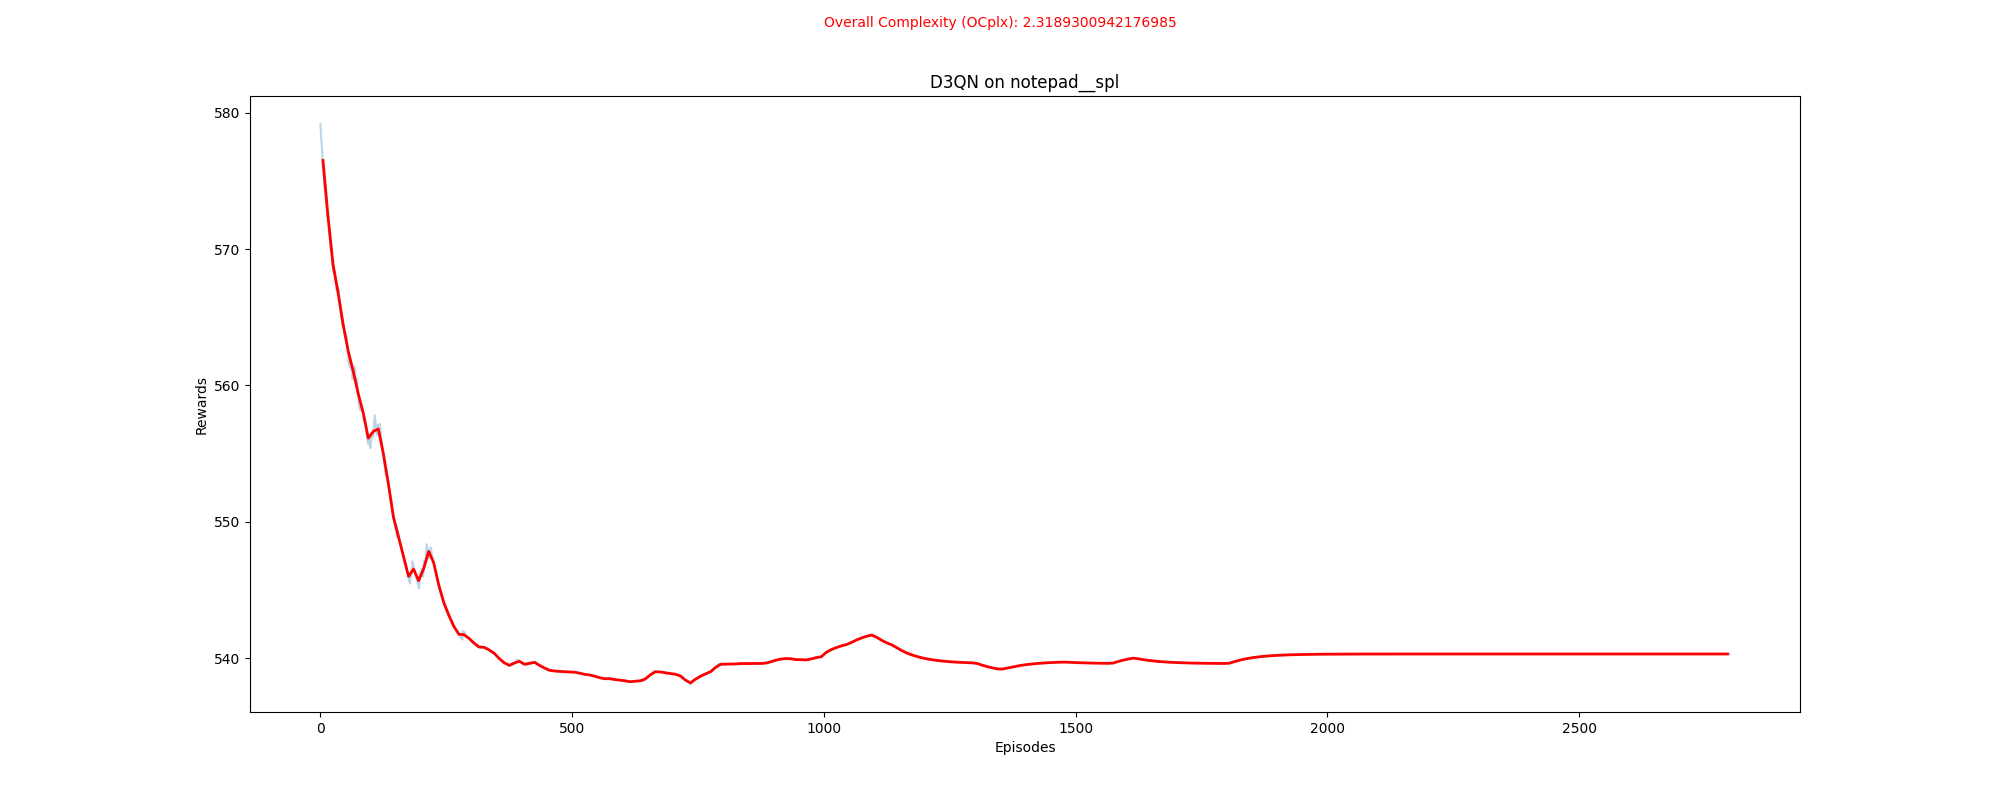 Overall Complexity (OCplx): 2.3189300942176985
D3QN on notepad__spl
580
570
560
550
540
Rewards
0 500 1000 1500 2000 2500
Episodes